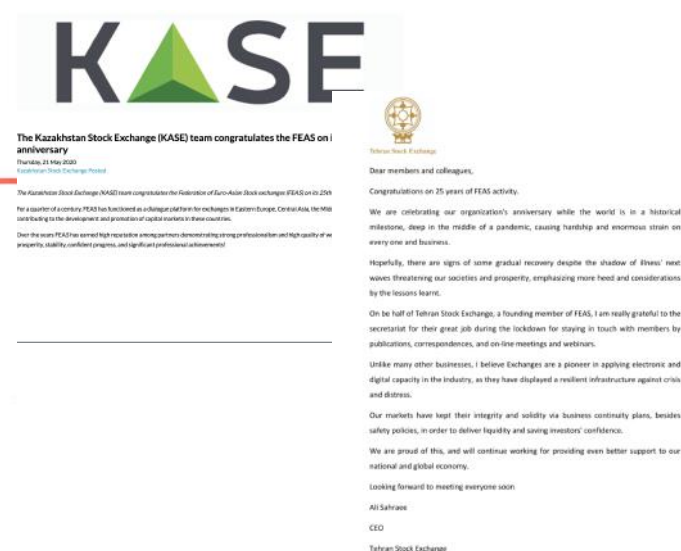 KASE
The Kazakhstan Stock Exchange (KASE) team congratulates the FEAS on i
anniversary
Thursday, 21 May 2020
Kazakhstan Stock Exchange Posted
The Kazakhstan Stock Exchange (KASE) team congratulates the Federation of Euro-Asian Stock exchanges (FEAS) on its 25th
For a quarter of a century, FEAS has functioned as a dialogue platform for exchanges in Eastern Europe, Central Asia, the Midd
contributing to the development and promotion of capital markets in these countries.
Over the years FEAS has earned high reputation among partners demonstrating strong professionalism and high quality of w
prosperity, stability, confident progress, and significant professional achievements!
Tehran Stock Exchange
Dear members and colleagues,
Congratulations on 25 years of FEAS activity.
We are celebrating our organization's anniversary while the world is in a historical
milestone, deep in the middle of a pandemic, causing hardship and enormous strain on
every one and business.
Hopefully, there are signs of some gradual recovery despite the shadow of illness' next
waves threatening our societies and prosperity, emphasizing more heed and considerations
by the lessons learnt.
On be half of Tehran Stock Exchange, a founding member of FEAS, I am really grateful to the
secretariat for their great job during the lockdown for staying in touch with members by
publications, correspondences, and on-line meetings and webinars.
Unlike many other businesses, I believe Exchanges are a pioneer in applying electronic and
digital capacity in the industry, as they have displayed a resilient infrastructure against crisis
and distress.
Our markets have kept their integrity and solidity via business continuity plans, besides
safety policies, in order to deliver liquidity and saving investors' confidence.
We are proud of this, and will continue working for providing even better support to our
national and global economy.
Looking forward to meeting everyone soon
Ali Sahraee
CEO
Tehran Stock Exchange